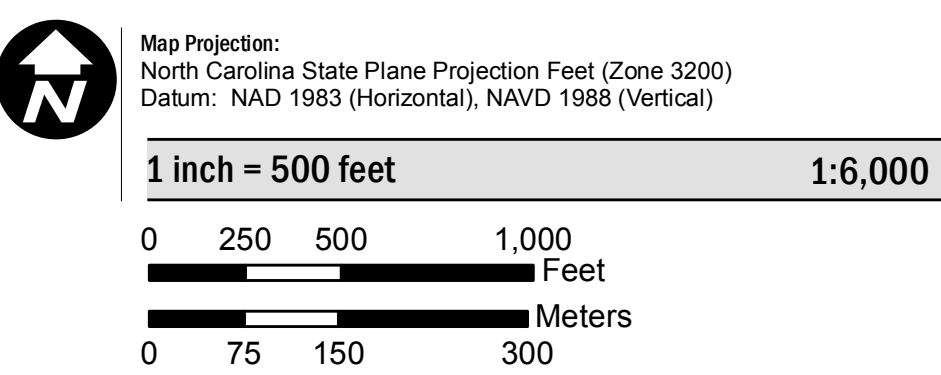 N
Map Projection:
North Carolina State Plane Projection Feet (Zone 3200)
Datum:  NAD 1983 (Horizontal), NAVD 1988 (Vertical)
1 inch = 500 feet 1:6,000
0 250 500 1,000
Feet
Meters
0 75 150 300